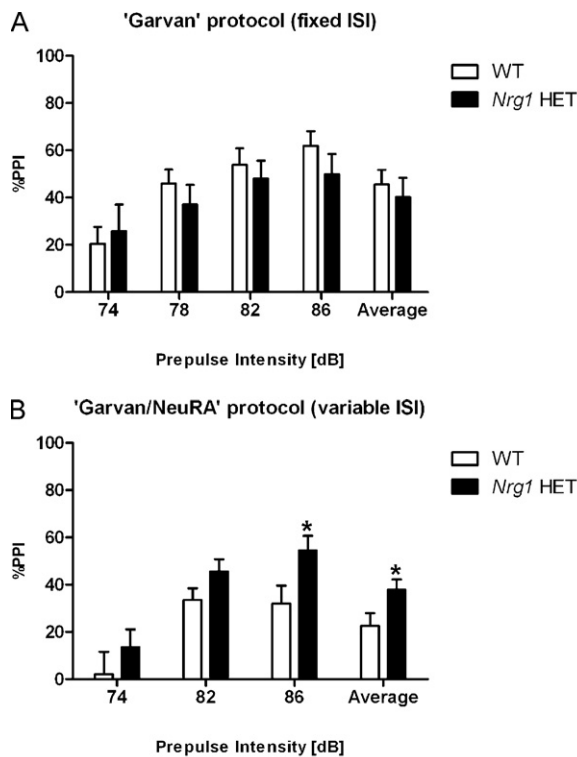 A
'Garvan' protocol (fixed ISI)
100
80
60
40
20
0
%PPI
74 78 82 86 Average
Prepulse Intensity [dB]
WT
Nrg1 HET
B
'Garvan/NeuRA' protocol (variable ISI)
100
80
60
40
20
0
%PPI
* *
74 82 86 Average
Prepulse Intensity [dB]
WT
Nrg1 HET